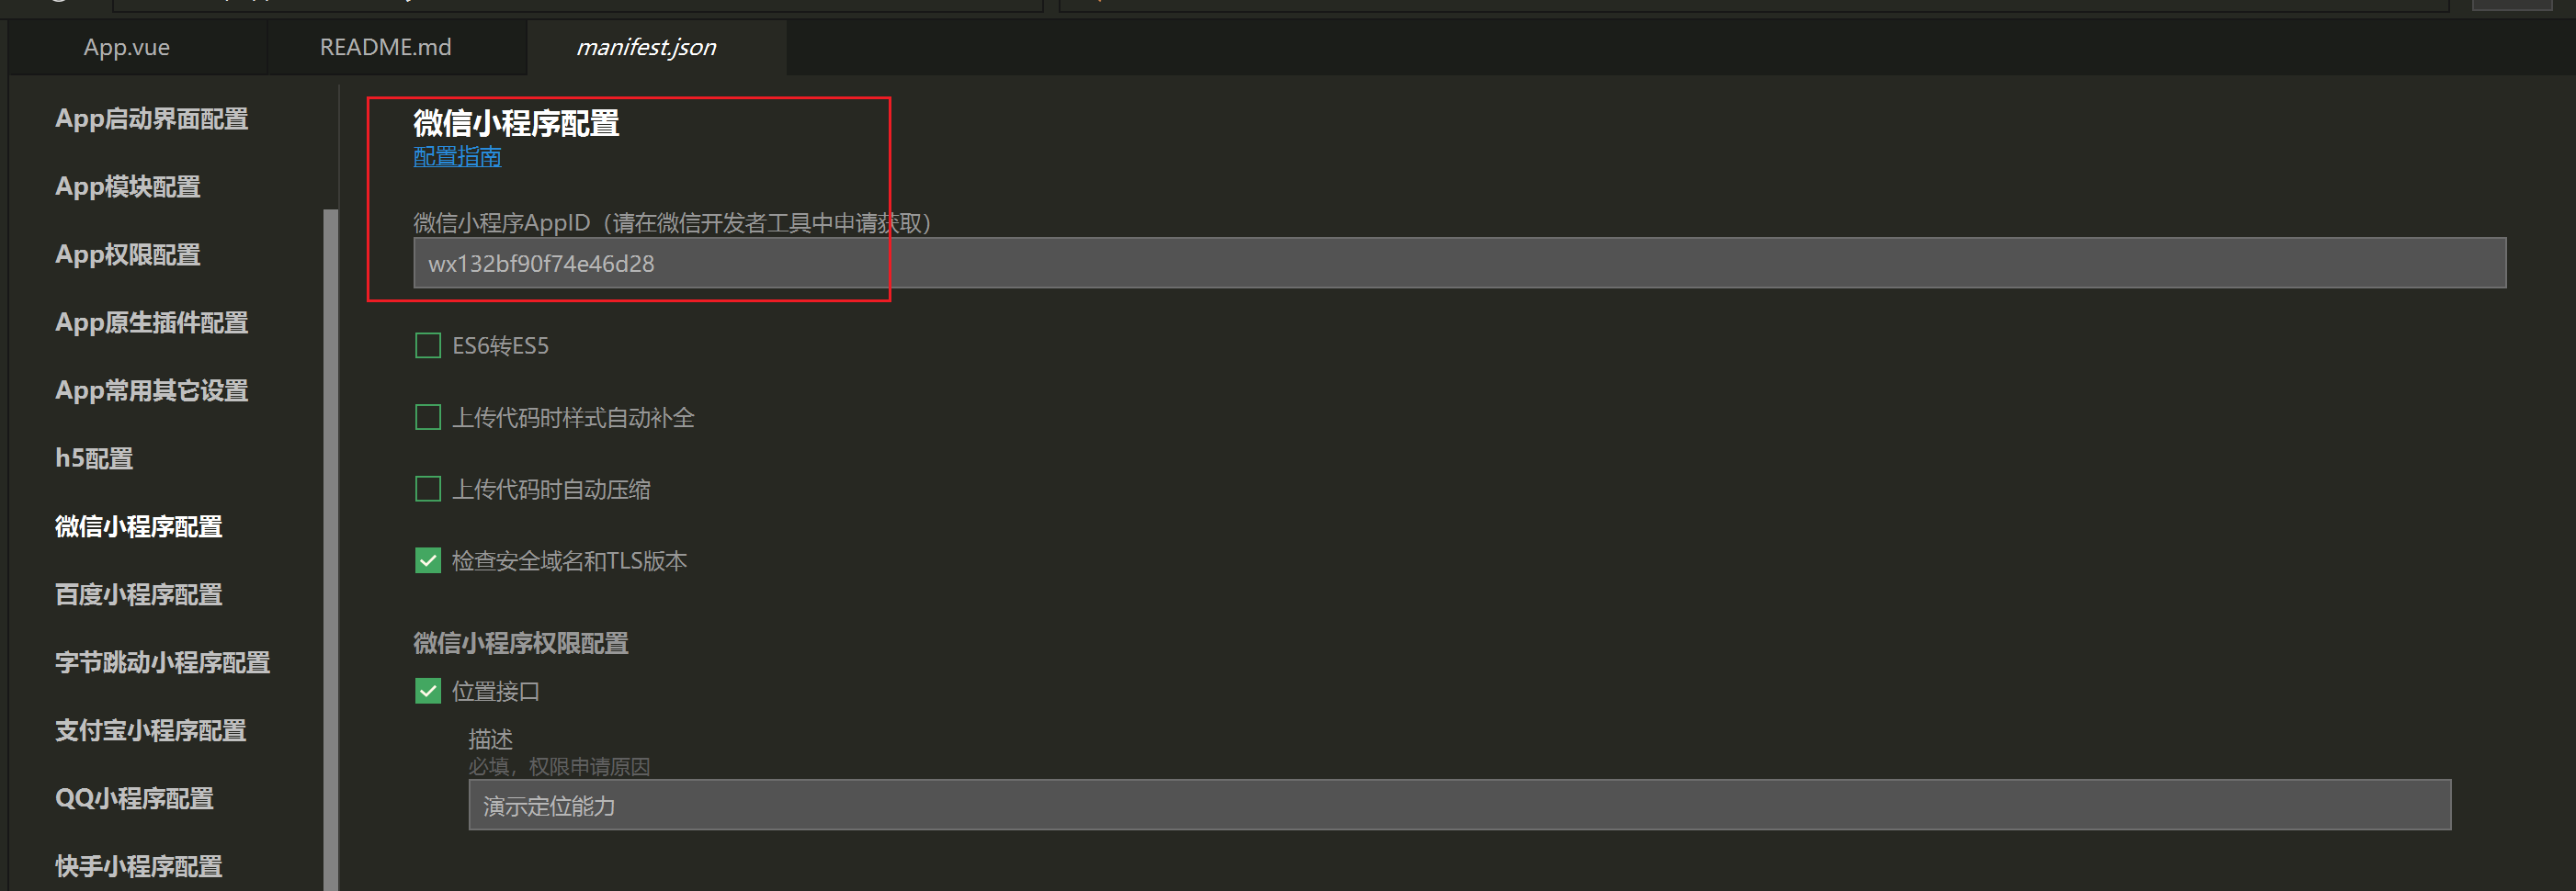 App.vue
README.md
manifest.json
App启动界面配置
App模块配置
App权限配置
App原生插件配置
App常用其它设置
h5配置
微信小程序配置
百度小程序配置
字节跳动小程序配置
支付宝小程序配置
QQ小程序配置
快手小程序配置
微信小程序配置
配置指南
微信小程序AppID（请在微信开发者工具中申请获取）
wx132bf90f74e46d28
ES6转ES5
上传代码时样式自动补全
上传代码时自动压缩
检查安全域名和TLS版本
微信小程序权限配置
位置接口
描述
必填，权限申请原因
演示定位能力